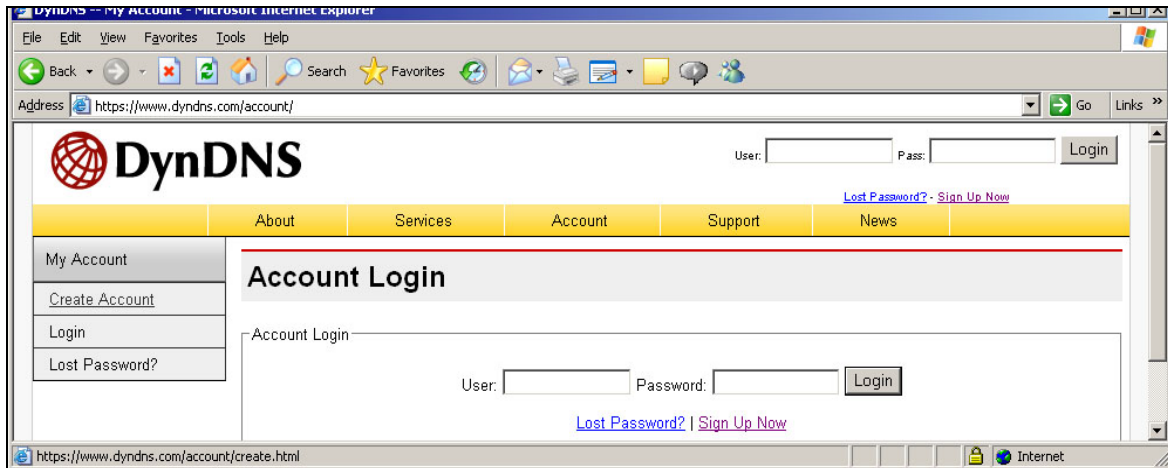 DynDNS -- My Account - Microsoft Internet Explorer
File Edit View Favorites Tools Help
Back Search Favorites
Address https://www.dyndns.com/account/ Go Links »
DynDNS
User: Pass: Login
Lost Password? - Sign Up Now
About Services Account Support News
My Account
Create Account
Login
Lost Password?
Account Login
Account Login
User: Password: Login
Lost Password? | Sign Up Now
https://www.dyndns.com/account/create.html Internet